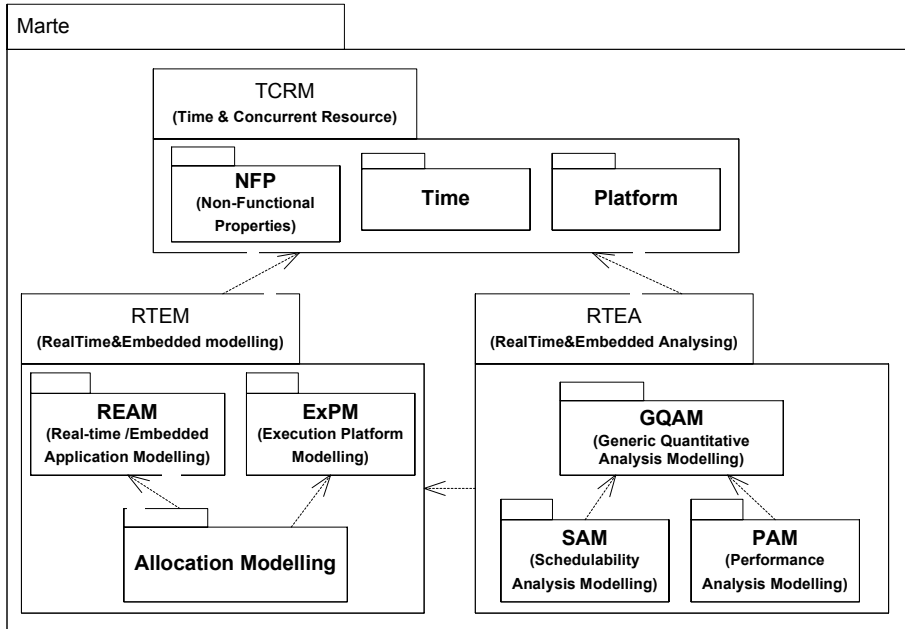 Marte
TCRM
(Time & Concurrent Resource)
NFP
(Non-Functional
Properties)
Time
Platform
RTEM
(RealTime&Embedded modelling)
RTEA
(RealTime&Embedded Analysing)
REAM
(Real-time /Embedded
Application Modelling)
ExPM
(Execution Platform
Modelling)
GQAM
(Generic Quantitative
Analysis Modelling)
Allocation Modelling
SAM
(Schedulability
Analysis Modelling)
PAM
(Performance
Analysis Modelling)